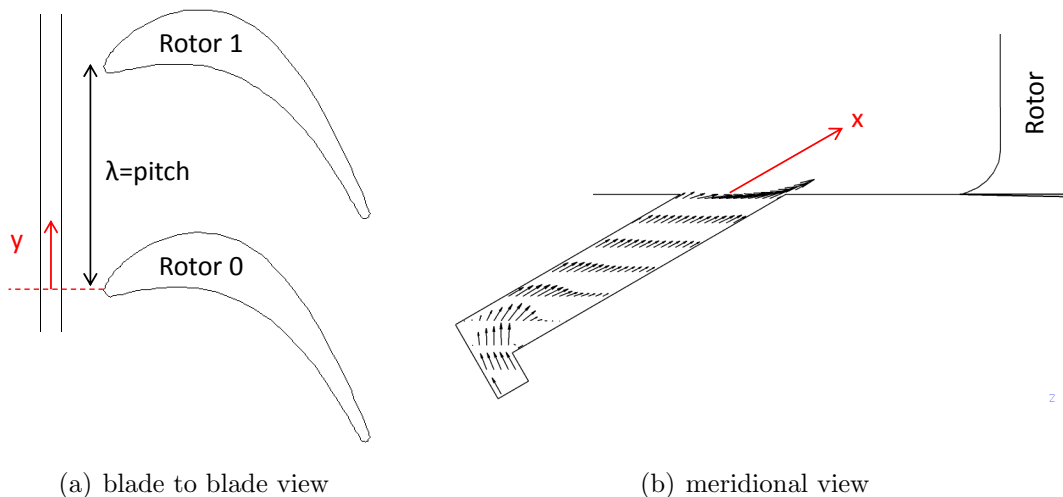 Rotor 1
λ=pitch
y
Rotor 0
x
Rotor
z
(a) blade to blade view
(b) meridional view